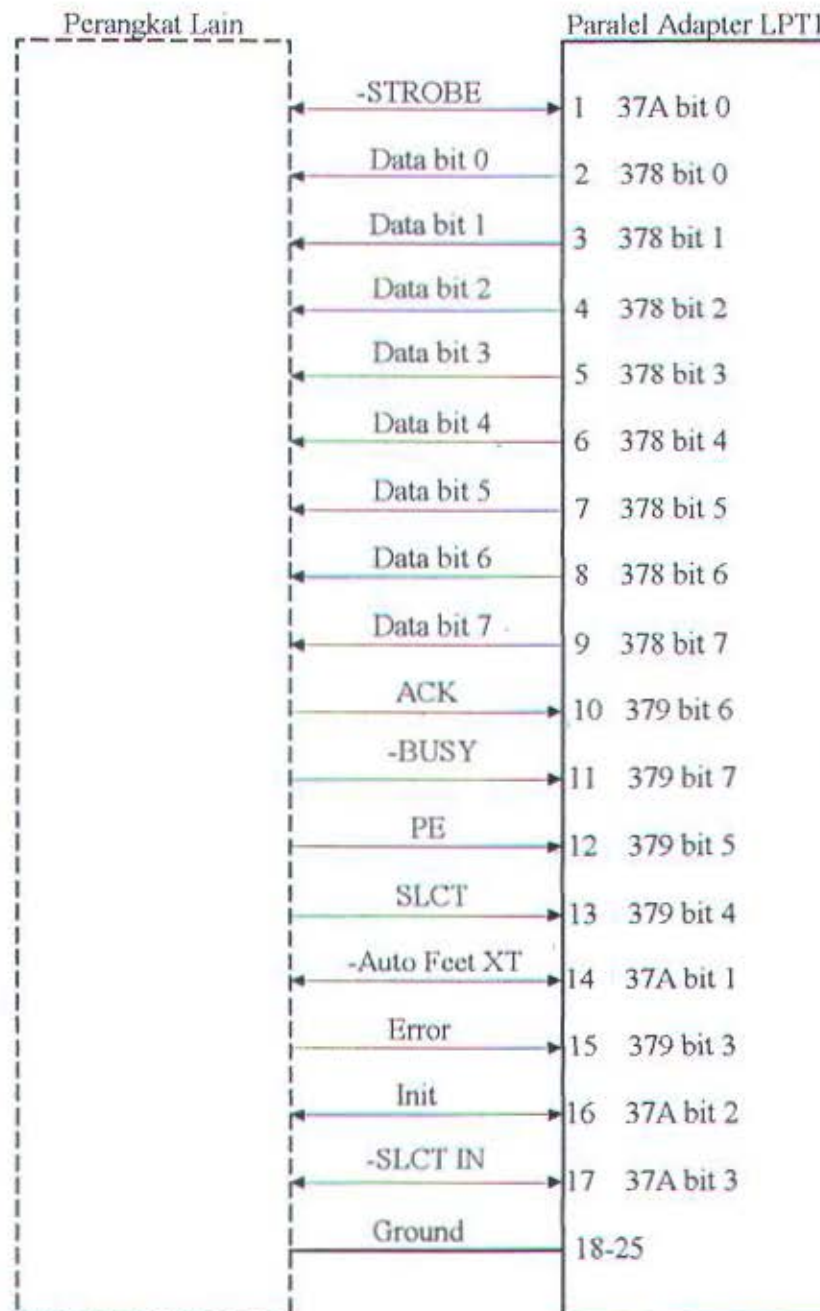 Perangkat Lain Paralel Adapter LPT1
-STROBE 1 37A bit 0
Data bit 0 2 378 bit 0
Data bit 1 3 378 bit 1
Data bit 2 4 378 bit 2
Data bit 3 5 378 bit 3
Data bit 4 6 378 bit 4
Data bit 5 7 378 bit 5
Data bit 6 8 378 bit 6
Data bit 7 9 378 bit 7
ACK 10 379 bit 6
-BUSY 11 379 bit 7
PE 12 379 bit 5
SLCT 13 379 bit 4
-Auto Feet XT 14 37A bit 1
Error 15 379 bit 3
Init 16 37A bit 2
-SLCT IN 17 37A bit 3
Ground 18-25